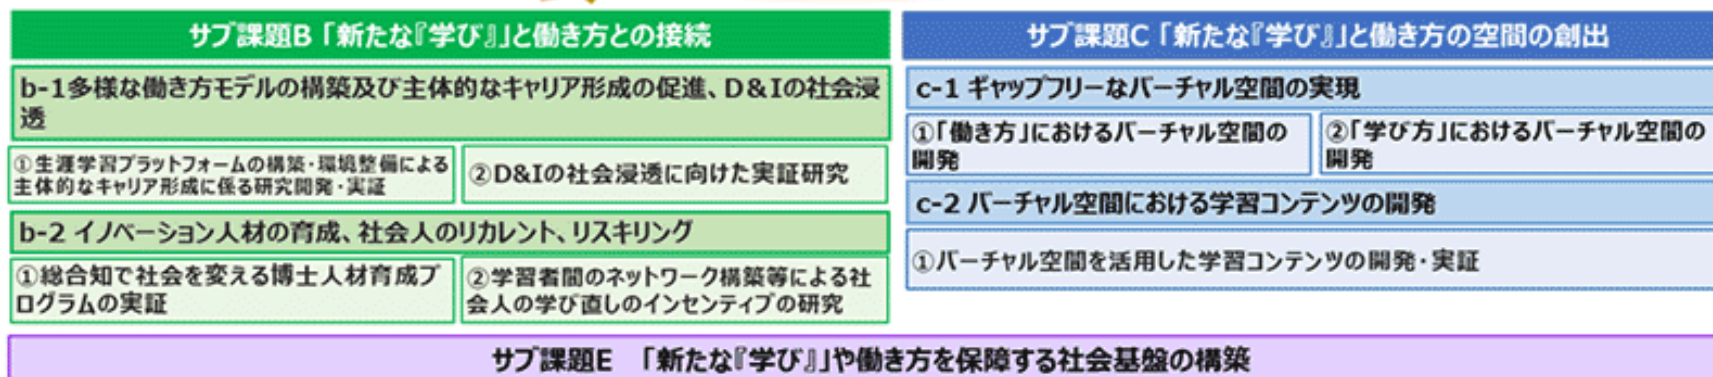 サブ課題B「新たな『学び』」と働き方との接続
b-1多様な働き方モデルの構築及び主体的なキャリア形成の促進、D&Iの社会浸
透
①生涯学習プラットフォームの構築・環境整備による
主体的なキャリア形成に係る研究開発・実証
②D&Iの社会浸透に向けた実証研究
b-2 イノベーション人材の育成、社会人のリカレント、リスキリング
①総合知で社会を変える博士人材育成プ
ログラムの実証
②学習者間のネットワーク構築等による社
会人の学び直しのインセンティブの研究
サブ課題C「新たな『学び』」と働き方の空間の創出
c-1 ギャップフリーなバーチャル空間の実現
①「働き方」におけるバーチャル空間の
開発
②「学び方」におけるバーチャル空間の
開発
c-2 バーチャル空間における学習コンテンツの開発
①バーチャル空間を活用した学習コンテンツの開発・実証
サブ課題E 「新たな『学び』」や働き方を保障する社会基盤の構築